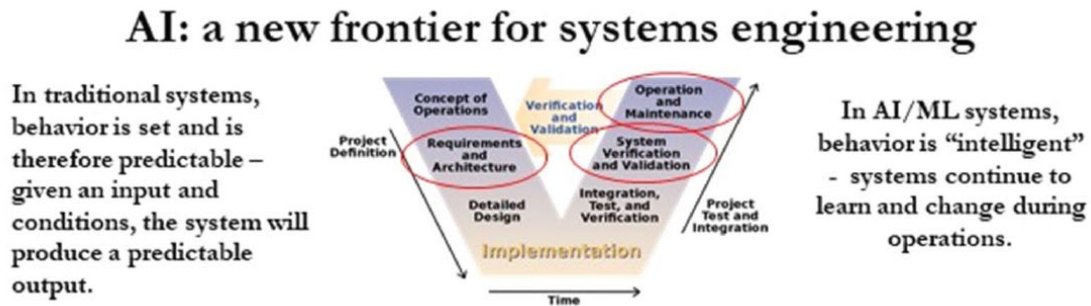 AI: a new frontier for systems engineering
In traditional systems,
behavior is set and is
therefore predictable –
given an input and
conditions, the system will
produce a predictable
output.
Concept of
Operations
Verification
and
Validation
Operation
and
Maintenance
Project
Definition
Requirements
and
Architecture
System
Verification
and Validation
Detailed
Design
Integration,
Test, and
Verification
Project
Test and
Integration
Implementation
Time
In AI/ML systems,
behavior is “intelligent”
- systems continue to
learn and change during
operations.